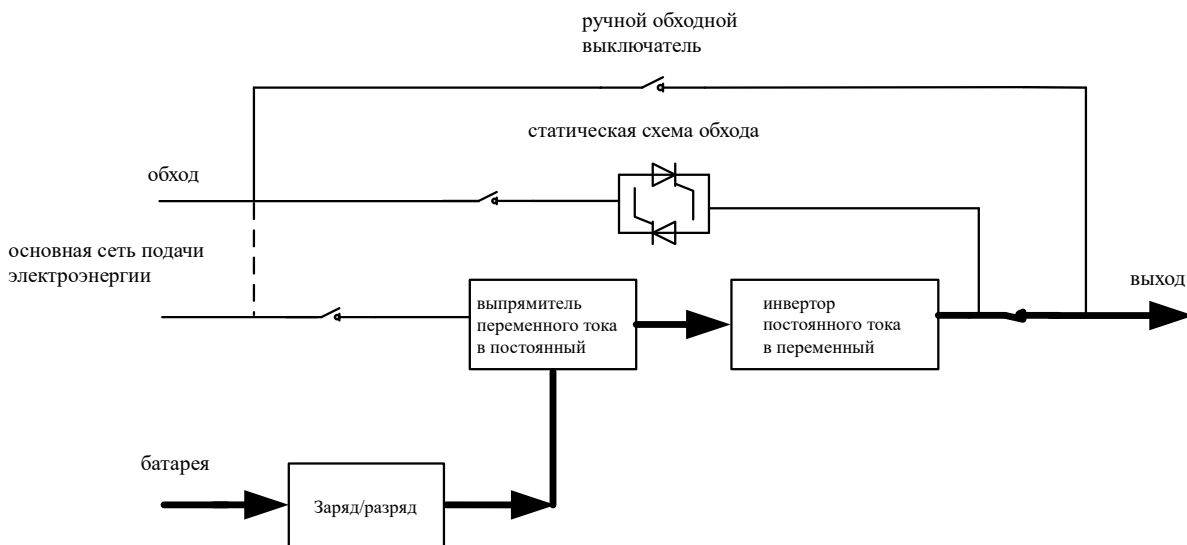 ручной обходной
выключатель
статическая схема обхода
обход
основная сеть подачи
электроэнергии
выход
выпрямитель
переменного тока
в постоянный
инвертор
постоянного тока
в переменный
батарея
Заряд/разряд